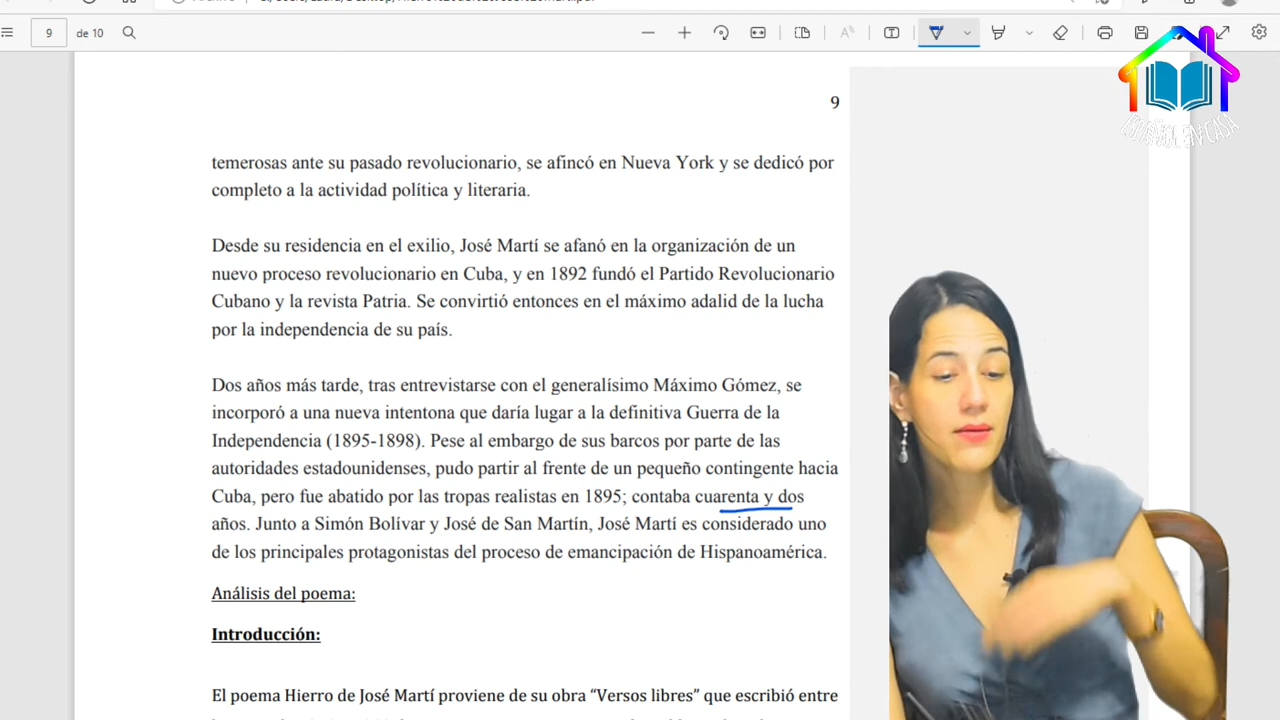 9
de 10
9
temerosas ante su pasado revolucionario, se afincó en Nueva York y se dedicó por
completo a la actividad política y literaria.
Desde su residencia en el exilio, José Martí se afanó en la organización de un
nuevo proceso revolucionario en Cuba, y en 1892 fundó el Partido Revolucionario
Cubano y la revista Patria. Se convirtió entonces en el máximo adalid de la lucha
por la independencia de su país.
Dos años más tarde, tras entrevistarse con el generalísimo Máximo Gómez, se
incorporó a una nueva intentona que daría lugar a la definitiva Guerra de la
Independencia (1895-1898). Pese al embargo de sus barcos por parte de las
autoridades estadounidenses, pudo partir al frente de un pequeño contingente hacia
Cuba, pero fue abatido por las tropas realistas en 1895; contaba cuarenta y dos
años. Junto a Simón Bolívar y José de San Martín, José Martí es considerado uno
de los principales protagonistas del proceso de emancipación de Hispanoamérica.
Análisis del poema:
Introducción:
El poema Hierro de José Martí proviene de su obra “Versos libres” que escribió entre
ESPAÑOL EN CASA